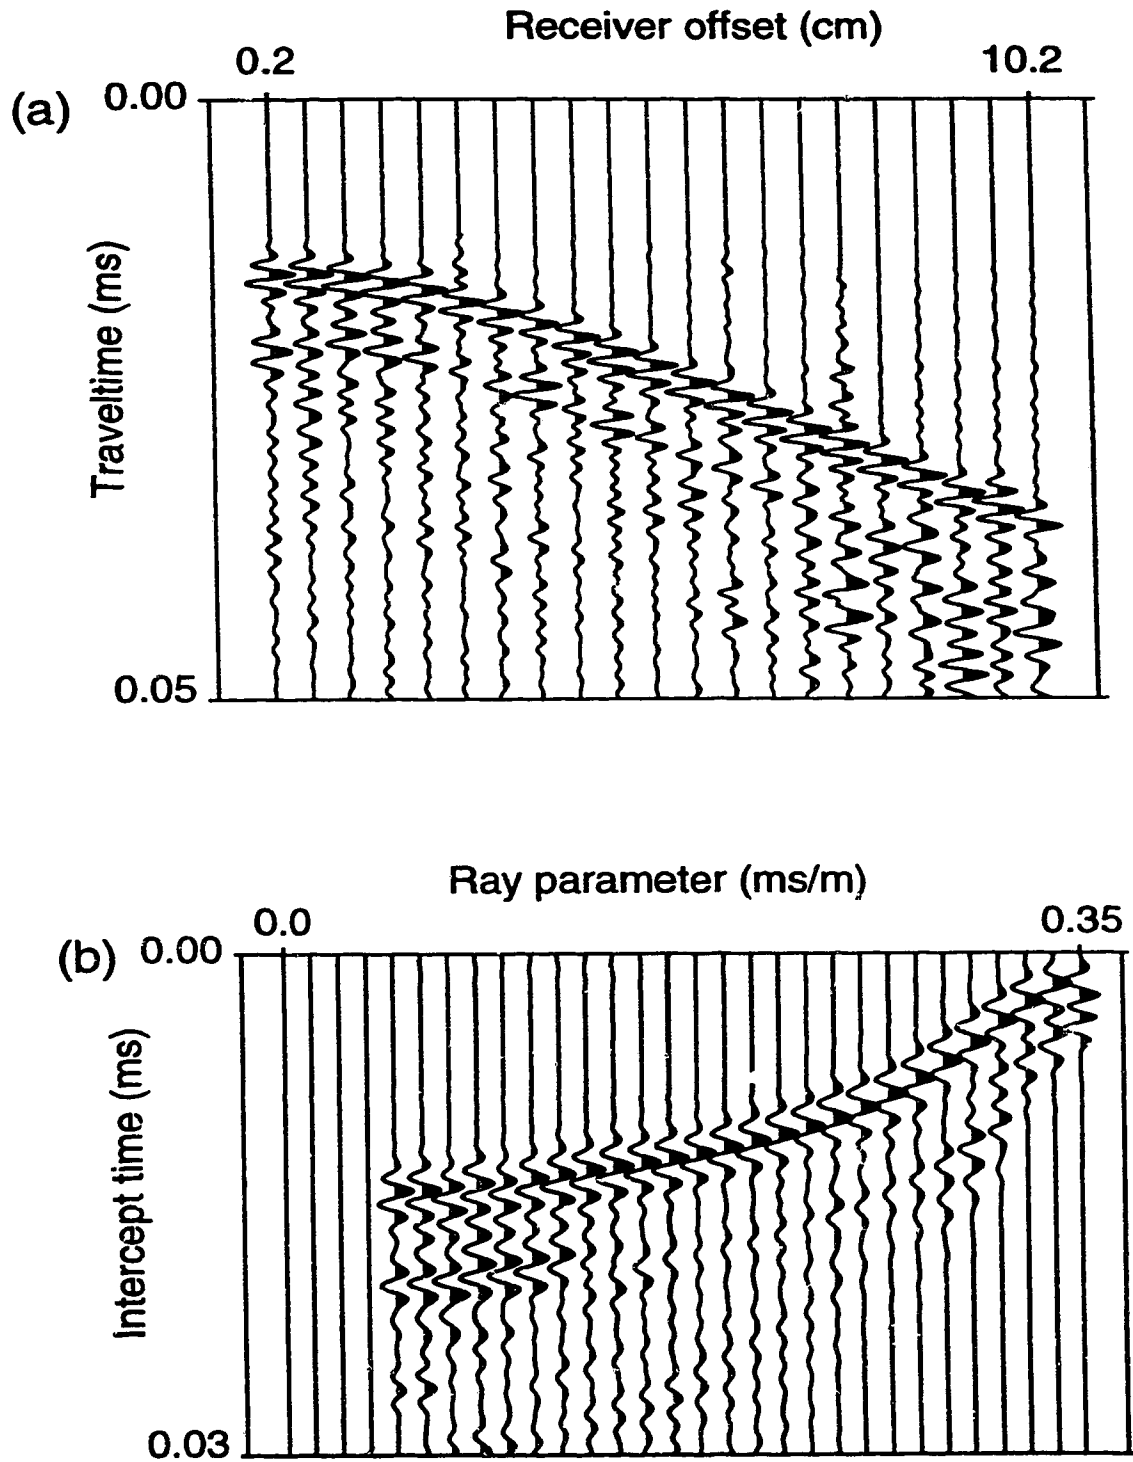 Receiver offset (cm)
0.2 10.2
(a) 0.00
Traveltime (ms)
0.05
Ray parameter (ms/m)
0.0 0.35
(b) 0.00
Intercept time (ms)
0.03